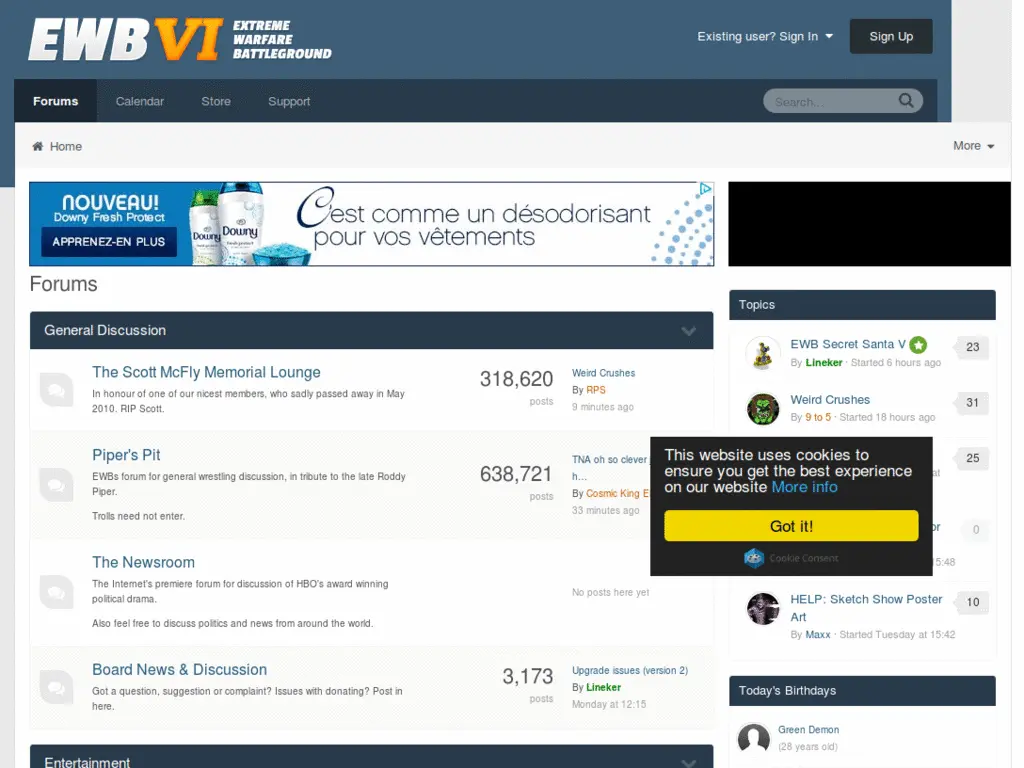 EWB VI EXTREME WARFARE BATTLEGROUND
Existing user? Sign In
Sign Up
Forums
Calendar
Store
Support
Search...
Home
More
NOUVEAU!
Downy Fresh Protect
APPRENEZ-EN PLUS
Downy
Downy
C'est comme un désodorisant
pour vos vêtements
Forums
General Discussion
The Scott McFly Memorial Lounge
In honour of one of our nicest members, who sadly passed away in May
2010. RIP Scott.
318,620
posts
Weird Crushes
By RPS
9 minutes ago
Piper's Pit
EWBs forum for general wrestling discussion, in tribute to the late Roddy
Piper.
Trolls need not enter.
638,721
posts
TNA oh so clever
h…
By Cosmic King
33 minutes ago
The Newsroom
The Internet's premiere forum for discussion of HBO's award winning
political drama.
Also feel free to discuss politics and news from around the world.
No posts here yet
Board News & Discussion
Got a question, suggestion or complaint? Issues with donating? Post in
here.
3,173
posts
Upgrade issues (version 2)
By Lineker
Monday at 12:15
Entertainment
Topics
EWB Secret Santa V
By Lineker · Started 6 hours ago
23
Weird Crushes
By 9 to 5 · Started 18 hours ago
31
25
0
15:48
This website uses cookies to
ensure you get the best experience
on our website More info
Got it!
Cookie Consent
HELP: Sketch Show Poster
Art
By Maxx · Started Tuesday at 15:42
10
Today's Birthdays
Green Demon
(28 years old)